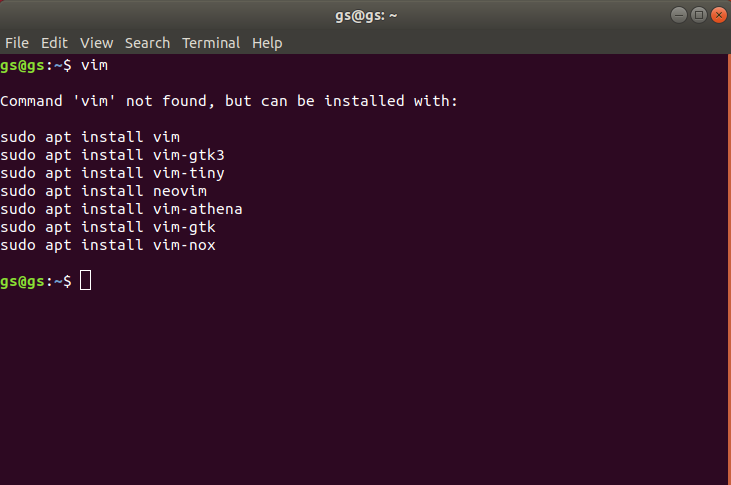 gs@gs: ~
File Edit View Search Terminal Help
gs@gs:~$ vim
Command 'vim' not found, but can be installed with:
sudo apt install vim
sudo apt install vim-gtk3
sudo apt install vim-tiny
sudo apt install neovim
sudo apt install vim-athena
sudo apt install vim-gtk
sudo apt install vim-nox
gs@gs:~$